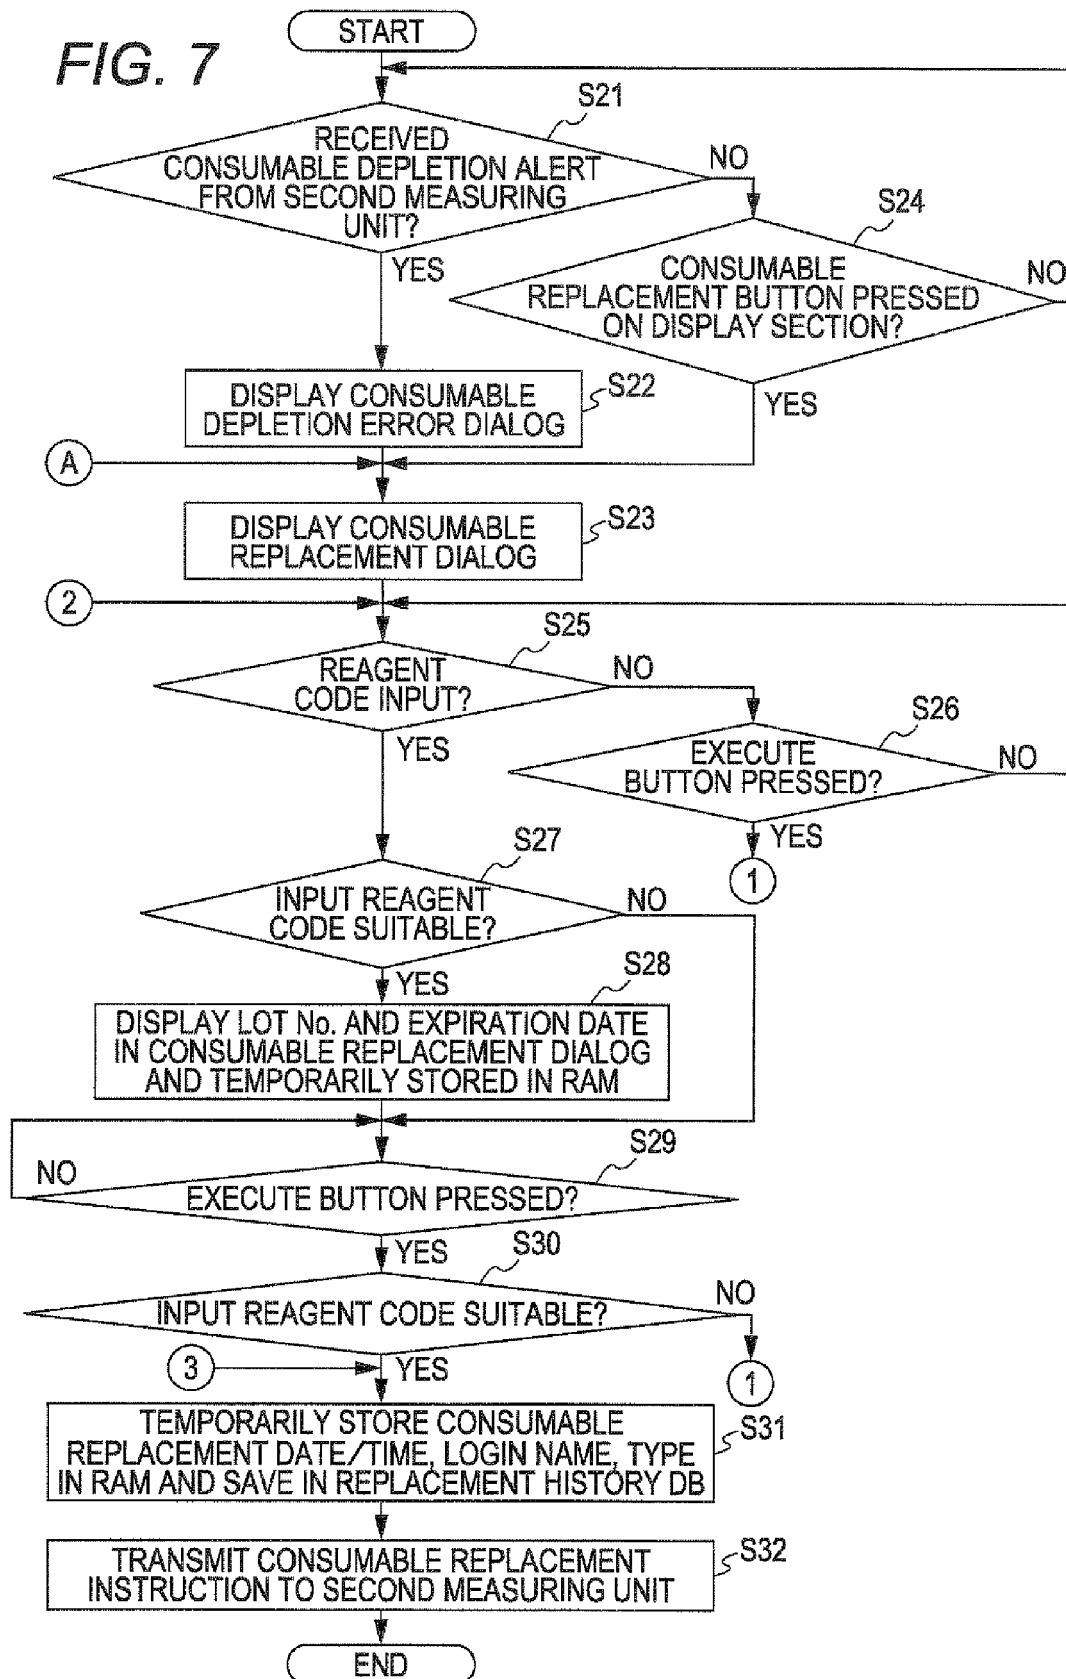 START
FIG. 7
S21
RECEIVED
CONSUMABLE DEPLETION ALERT
FROM SECOND MEASURING
UNIT?
NO
S24
YES
CONSUMABLE
REPLACEMENT BUTTON PRESSED
ON DISPLAY SECTION?
NO
YES
DISPLAY CONSUMABLE
DEPLETION ERROR DIALOG
S22
A
DISPLAY CONSUMABLE
REPLACEMENT DIALOG
S23
2
S25
REAGENT
CODE INPUT?
NO
YES
S26
EXECUTE
BUTTON PRESSED?
NO
YES
1
S27
INPUT REAGENT
CODE SUITABLE?
NO
YES
S28
DISPLAY LOT No. AND EXPIRATION DATE
IN CONSUMABLE REPLACEMENT DIALOG
AND TEMPORARILY STORED IN RAM
S29
NO
EXECUTE BUTTON PRESSED?
YES
S30
INPUT REAGENT CODE SUITABLE?
NO
YES
3
1
TEMPORARILY STORE CONSUMABLE
REPLACEMENT DATE/TIME, LOGIN NAME, TYPE
IN RAM AND SAVE IN REPLACEMENT HISTORY DB
S31
TRANSMIT CONSUMABLE REPLACEMENT
INSTRUCTION TO SECOND MEASURING UNIT
S32
END